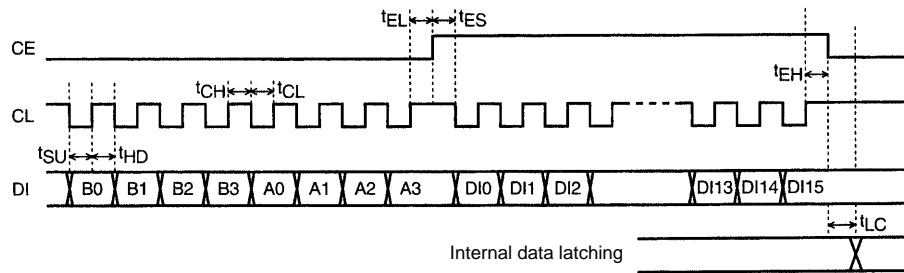 tEL tES
CE
tEH
tCH tCL
CL
tSU tHD
DI B0 B1 B2 B3 A0 A1 A2 A3 DI0 DI1 DI2 DI13 DI14 DI15
tLC
Internal data latching